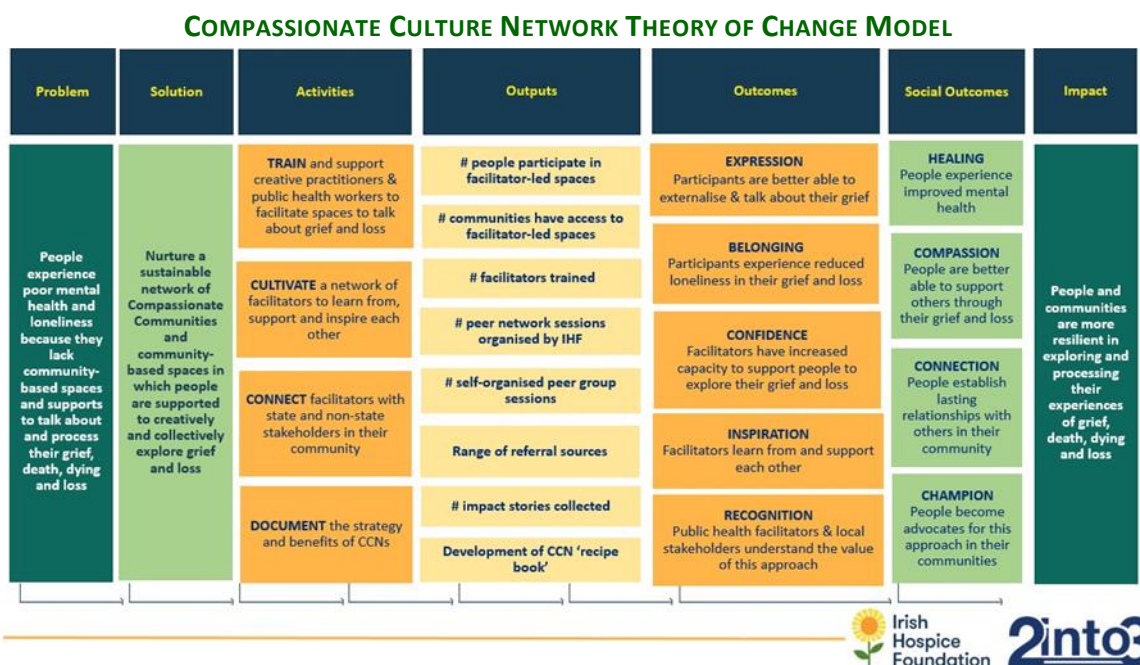 COMPASSIONATE CULTURE NETWORK THEORY OF CHANGE MODEL
Problem
Solution
Activities
Outputs
Outcomes
Social Outcomes
Impact
People
experience
poor mental
health and
loneliness
because they
lack
community-
based spaces
and supports
to talk about
and process
their grief,
death, dying
and loss
Nurture a
sustainable
network of
Compassionate
Communities
and
community-
based spaces in
which people
are supported
to creatively
and collectively
explore grief
and loss
TRAIN and support
creative practitioners &
public health workers to
facilitate spaces to talk
about grief and loss
CULTIVATE a network of
facilitators to learn from,
support and inspire each
other
CONNECT facilitators with
state and non-state
stakeholders in their
community
DOCUMENT the strategy
and benefits of CCNs
# people participate in
facilitator-led spaces
# communities have access to
facilitator-led spaces
# facilitators trained
# peer network sessions
organised by IHF
# self-organised peer group
sessions
Range of referral sources
# impact stories collected
Development of CCN ‘recipe
book’
EXPRESSION
Participants are better able to
externalise & talk about their grief
BELONGING
Participants experience reduced
loneliness in their grief and loss
CONFIDENCE
Facilitators have increased
capacity to support people to
explore their grief and loss
INSPIRATION
Facilitators learn from and support
each other
RECOGNITION
Public health facilitators & local
stakeholders understand the value
of this approach
HEALING
People experience
improved mental
health
COMPASSION
People are better
able to support
others through
their grief and loss
CONNECTION
People establish
lasting
relationships with
others in their
community
CHAMPION
People become
advocates for this
approach in their
communities
People and
communities
are more
resilient in
exploring and
processing
their
experiences
of grief,
death, dying
and loss
Irish
Hospice
Foundation
2into3